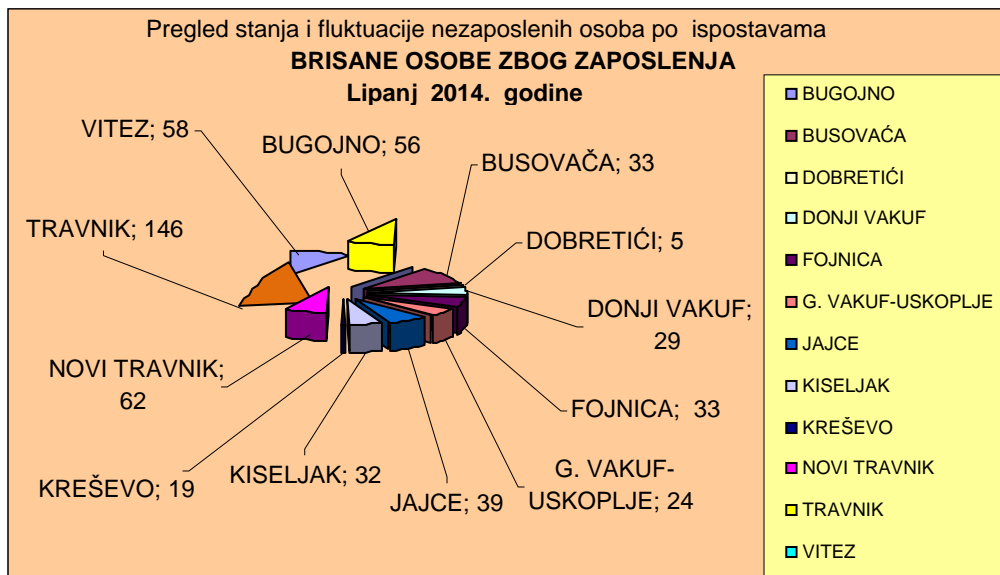 Pregled stanja i fluktuacije nezaposlenih osoba po ispostavama
BRISANE OSOBE ZBOG ZAPOSLENJA
Lipanj 2014. godine
VITEZ; 58
BUGOJNO; 56
BUSOVAČA; 33
TRAVNIK; 146
DOBRETIĆI; 5
DONJI VAKUF;
29
NOVI TRAVNIK;
62
FOJNICA; 33
KREŠEVO; 19
KISELJAK; 32
JAJCE; 39
G. VAKUF-
USKOPLJE; 24
BUGOJNO
BUSOVAĆA
DOBRETIĆI
DONJI VAKUF
FOJNICA
G. VAKUF-USKOPLJE
JAJCE
KISELJAK
KREŠEVO
NOVI TRAVNIK
TRAVNIK
VITEZ